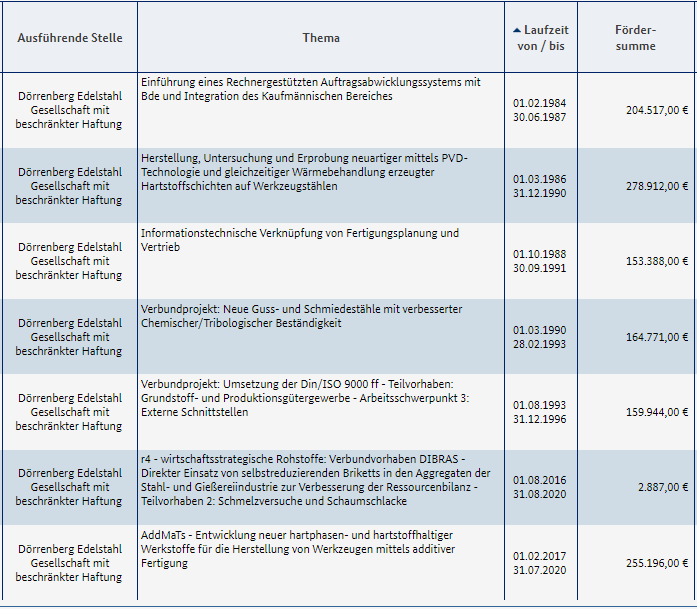 Ausführende Stelle
Thema
Laufzeit
von / bis
Förder-
summe
Dörrenberg Edelstahl
Gesellschaft mit
beschränkter Haftung
Einführung eines Rechnergestützten Auftragsabwicklungssystems mit
Bde und Integration des Kaufmännischen Bereiches
01.02.1984
30.06.1987
204.517,00 €
Dörrenberg Edelstahl
Gesellschaft mit
beschränkter Haftung
Herstellung, Untersuchung und Erprobung neuartiger mittels PVD-
Technologie und gleichzeitiger Wärmebehandlung erzeugter
Hartstoffschichten auf Werkzeugstählen
01.03.1986
31.12.1990
278.912,00 €
Dörrenberg Edelstahl
Gesellschaft mit
beschränkter Haftung
Informationstechnische Verknüpfung von Fertigungsplanung und
Vertrieb
01.10.1988
30.09.1991
153.388,00 €
Dörrenberg Edelstahl
Gesellschaft mit
beschränkter Haftung
Verbundprojekt: Neue Guss- und Schmiedestähle mit verbesserter
Chemischer/Tribologischer Beständigkeit
01.03.1990
28.02.1993
164.771,00 €
Dörrenberg Edelstahl
Gesellschaft mit
beschränkter Haftung
Verbundprojekt: Umsetzung der Din/ISO 9000 ff - Teilvorhaben:
Grundstoff- und Produktionsgütergewerbe - Arbeitsschwerpunkt 3:
Externe Schnittstellen
01.08.1993
31.12.1996
159.944,00 €
Dörrenberg Edelstahl
Gesellschaft mit
beschränkter Haftung
r4 - wirtschaftsstrategische Rohstoffe: Verbundvorhaben DIBRAS -
Direkter Einsatz von selbstreduzierenden Briketts in den Aggregaten der
Stahl- und Gießereiindustrie zur Verbesserung der Ressourcenbilanz -
Teilvorhaben 2: Schmelzversuche und Schaumschlacke
01.08.2016
31.08.2020
2.887,00 €
Dörrenberg Edelstahl
Gesellschaft mit
beschränkter Haftung
AddMaTs - Entwicklung neuer hartphasen- und hartstoffhaltiger
Werkstoffe für die Herstellung von Werkzeugen mittels additiver
Fertigung
01.02.2017
31.07.2020
255.196,00 €